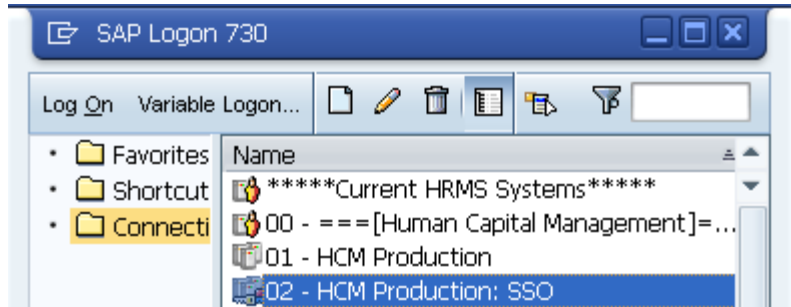 SAP Logon 730
Log On Variable Logon...
Favorites
Shortcut
Connecti
Name
*****Current HRMS Systems*****
00 - ===[Human Capital Management]=...
01 - HCM Production
02 - HCM Production: SSO